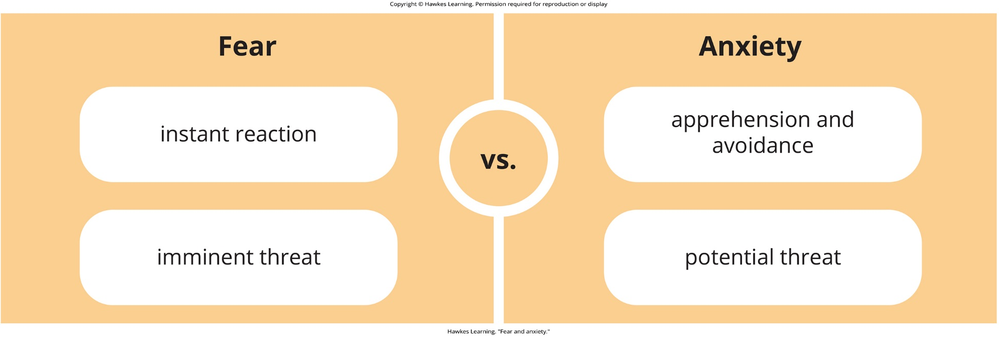 Copyright © Hawkes Learning. Permission required for reproduction or display
Fear
Anxiety
instant reaction
apprehension and
avoidance
vs.
imminent threat
potential threat
Hawkes Learning. "Fear and anxiety."